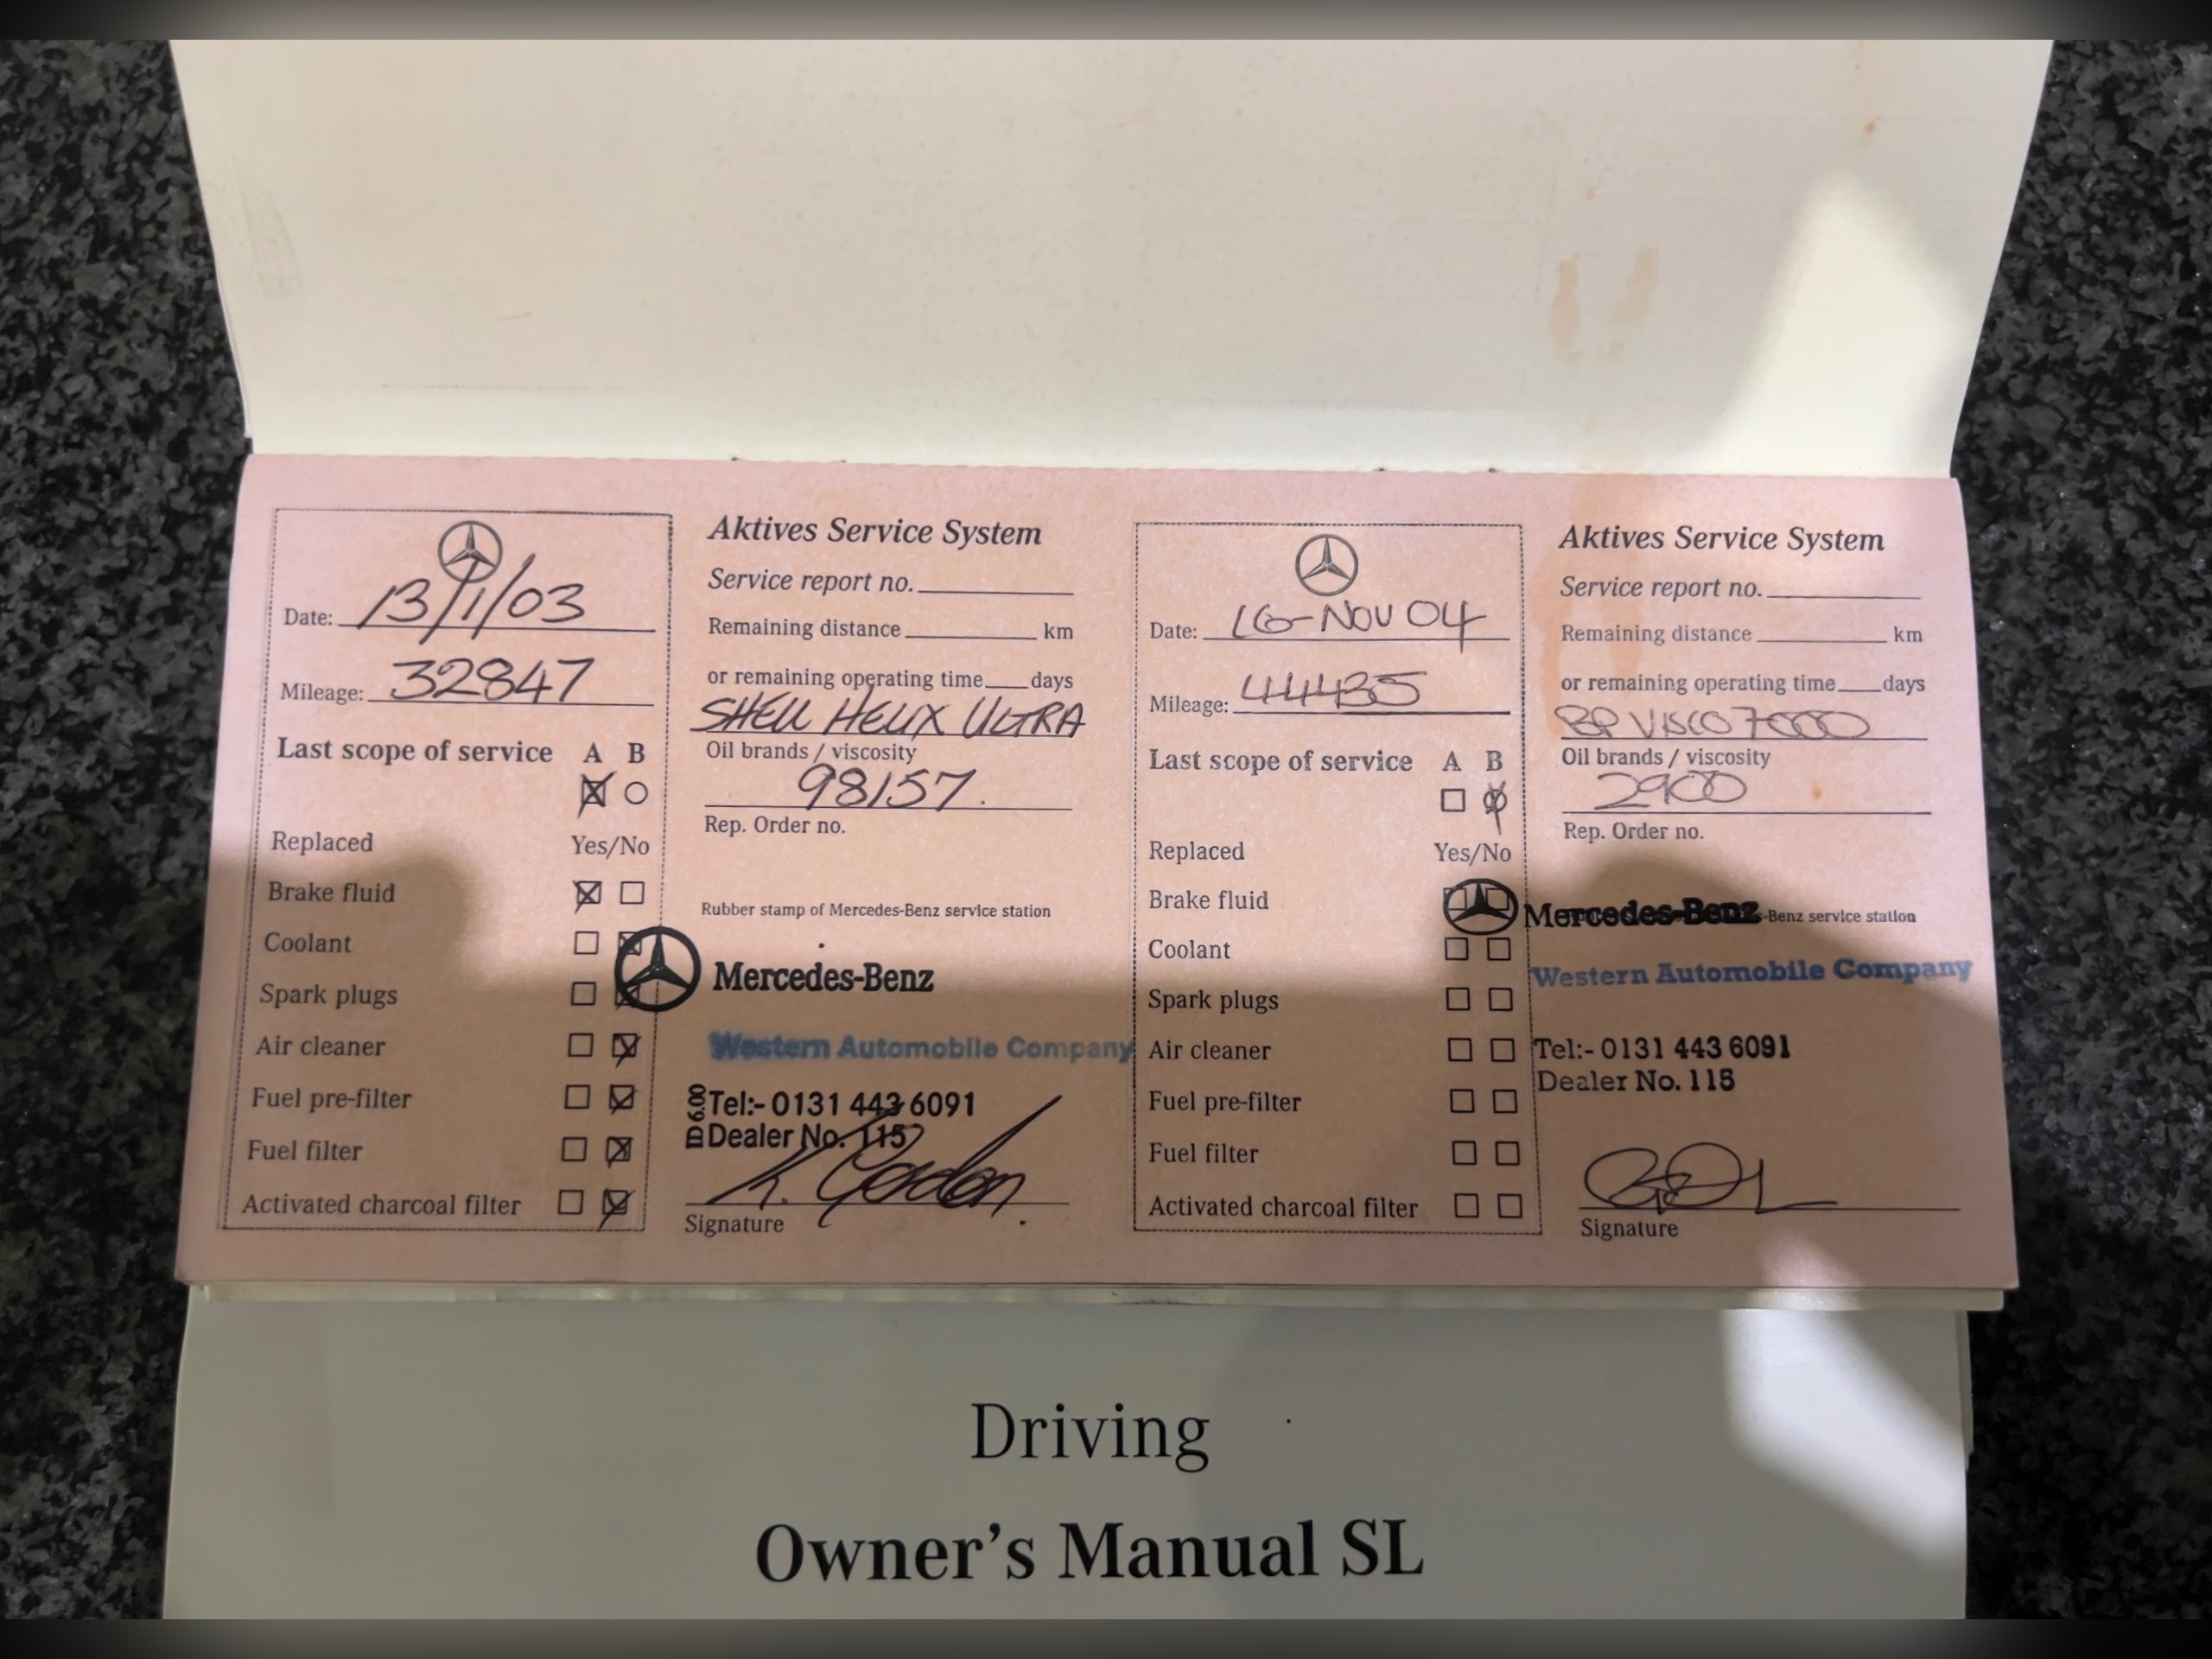 Date: 13/1/03
Mileage: 32847
Last scope of service A B
Replaced Yes/No
Brake fluid
Coolant
Spark plugs
Air cleaner
Fuel pre-filter
Fuel filter
Activated charcoal filter
Aktives Service System
Service report no.
Remaining distance km
or remaining operating time days
SHELL HELIX ULTRA
Oil brands / viscosity
98157.
Rep. Order no.
Rubber stamp of Mercedes-Benz service station
Mercedes-Benz
Western Automobile Company
Tel:- 0131 443 6091
Dealer No. 115
Signature
Date: 16-NOV 04
Mileage: 44435
Last scope of service A B
Replaced Yes/No
Brake fluid
Coolant
Spark plugs
Air cleaner
Fuel pre-filter
Fuel filter
Activated charcoal filter
Aktives Service System
Service report no.
Remaining distance km
or remaining operating time days
BP VISCO 7000
Oil brands / viscosity
2900
Rep. Order no.
Mercedes-Benz -Benz service station
Western Automobile Company
Tel:- 0131 443 6091
Dealer No. 115
Signature
Driving
Owner's Manual SL